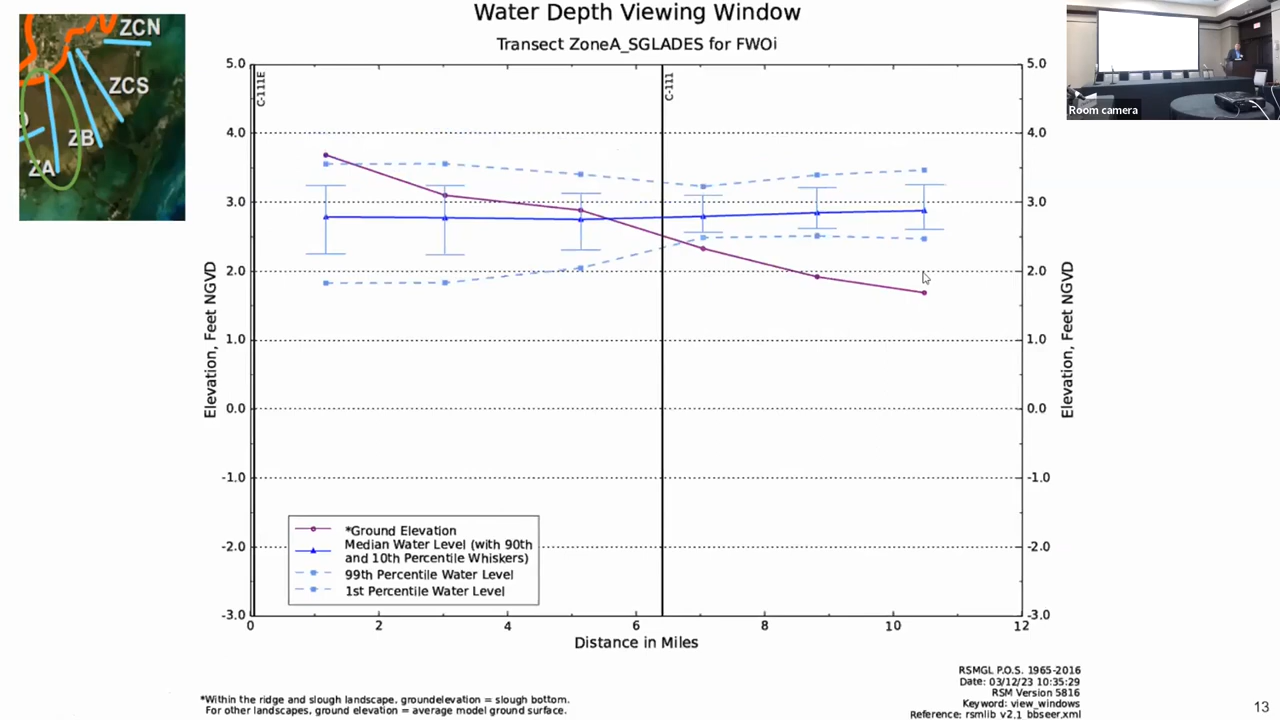 Water Depth Viewing Window
Transect ZoneA_SGLADES for FWOi
ZCN
ZCS
ZB
ZA
Room camera
C-111E
C-111
5.0
4.0
3.0
2.0
1.0
0.0
-1.0
-2.0
-3.0
5.0
4.0
3.0
2.0
1.0
0.0
-1.0
-2.0
-3.0
Elevation, Feet NGVD
Elevation, Feet NGVD
*Ground Elevation
Median Water Level (with 90th
and 10th Percentile Whiskers)
99th Percentile Water Level
1st Percentile Water Level
0 2 4 6 8 10 12
Distance in Miles
*Within the ridge and slough landscape, groundelevation = slough bottom.
For other landscapes, ground elevation = average model ground surface.
RSMGL P.O.S. 1965-2016
Date: 03/12/23 10:35:29
RSM Version 5816
Keyword: view_windows
Reference: rsmlib v2.1 bbseer.xml
13